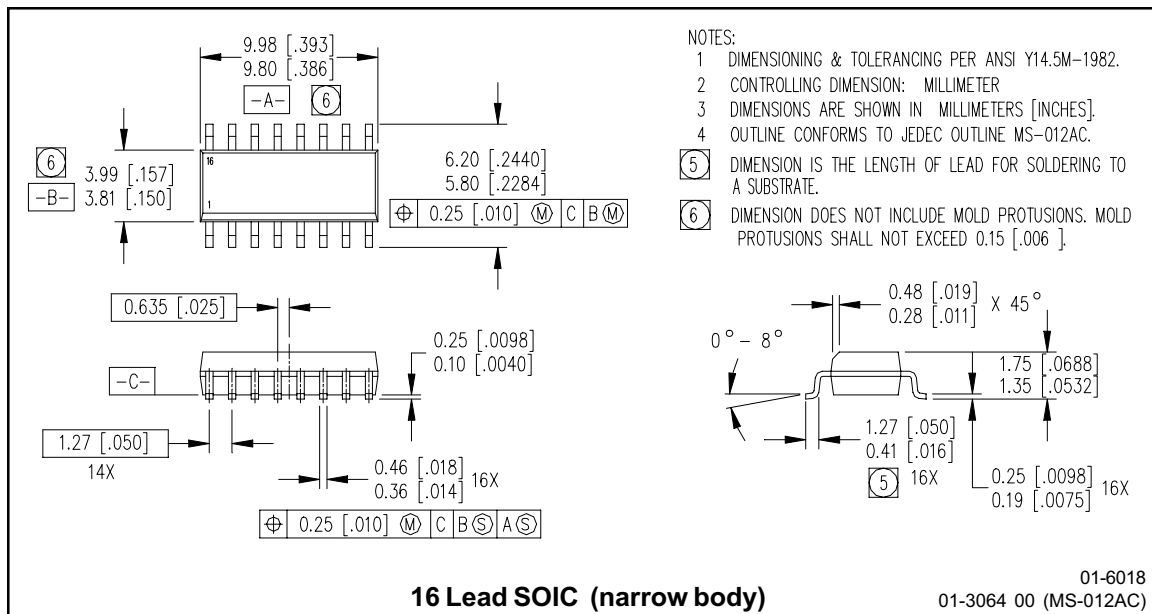 9.98 [.393]
9.80 [.386]
-A- 6
16
1
6
3.99 [.157]
3.81 [.150]
-B-
6.20 [.2440]
5.80 [.2284]
⌖ 0.25 [.010] Ⓜ C B Ⓜ
NOTES:
1 DIMENSIONING & TOLERANCING PER ANSI Y14.5M-1982.
2 CONTROLLING DIMENSION: MILLIMETER
3 DIMENSIONS ARE SHOWN IN MILLIMETERS [INCHES].
4 OUTLINE CONFORMS TO JEDEC OUTLINE MS-012AC.
5 DIMENSION IS THE LENGTH OF LEAD FOR SOLDERING TO
A SUBSTRATE.
6 DIMENSION DOES NOT INCLUDE MOLD PROTUSIONS. MOLD
PROTUSIONS SHALL NOT EXCEED 0.15 [.006 ].
0.635 [.025]
0.25 [.0098]
0.10 [.0040]
-C-
1.27 [.050]
14X
0.46 [.018]
0.36 [.014] 16X
⌖ 0.25 [.010] Ⓜ C B Ⓢ A Ⓢ
0.48 [.019]
0.28 [.011] X 45°
0° - 8°
1.75 [.0688]
1.35 [.0532]
1.27 [.050]
0.41 [.016]
5 16X
0.25 [.0098]
0.19 [.0075] 16X
16 Lead SOIC (narrow body)
01-6018
01-3064 00 (MS-012AC)